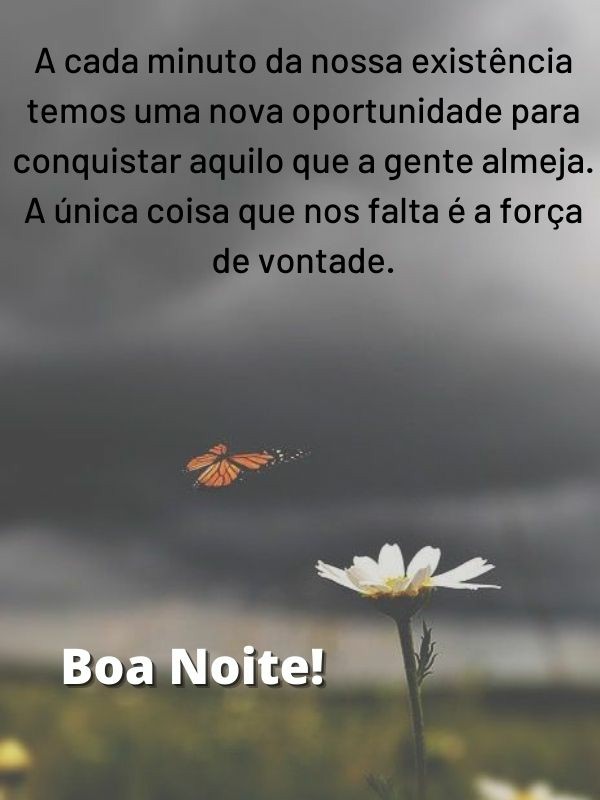 A cada minuto da nossa existência
temos uma nova oportunidade para
conquistar aquilo que a gente almeja.
A única coisa que nos falta é a força
de vontade.
Boa Noite!